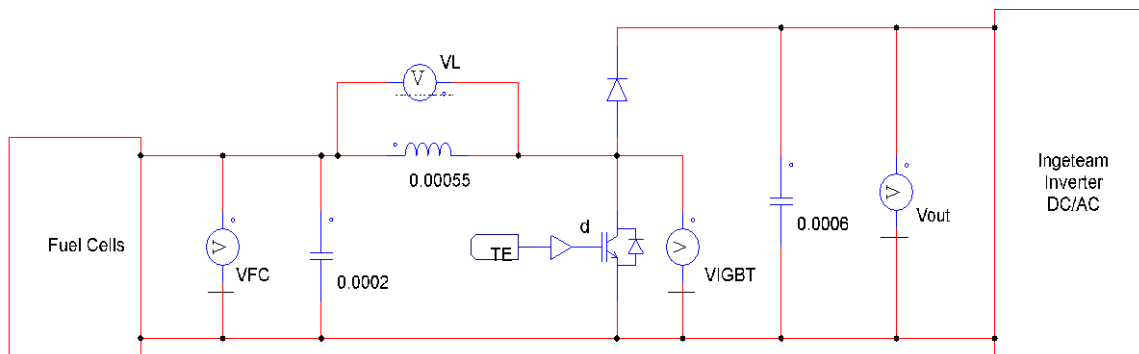 VL
V
0.00055
Fuel Cells
V
VFC
0.0002
TE
d
V
VIGBT
0.0006
V
Vout
Ingeteam
Inverter
DC/AC